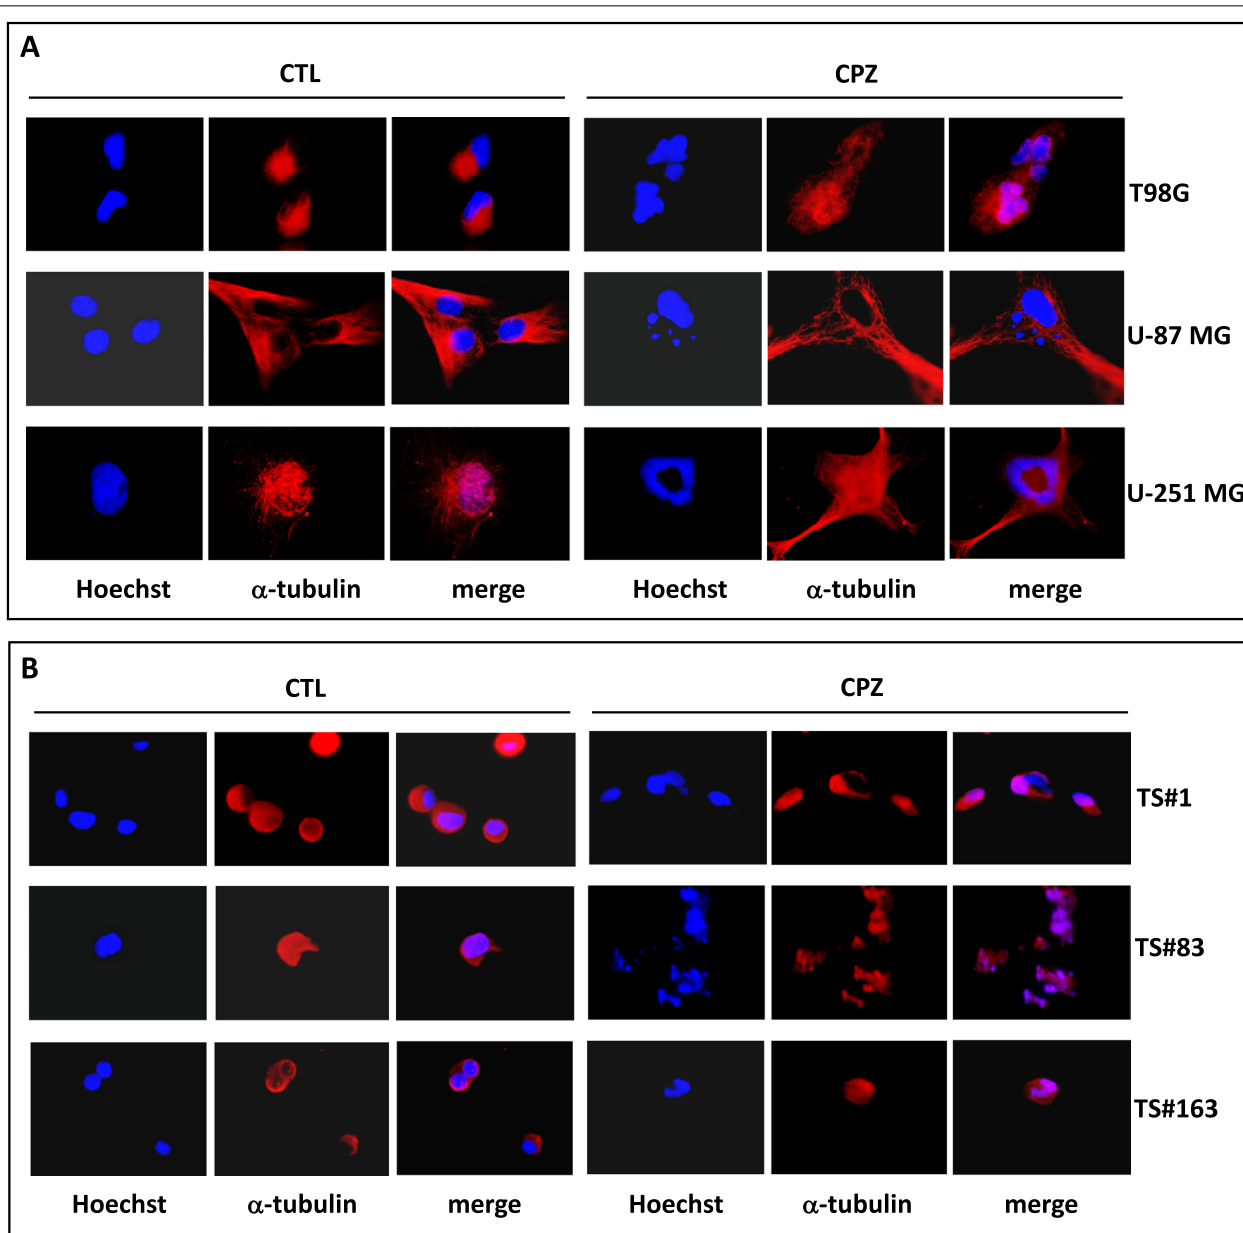 A
CTL CPZ
T98G
U-87 MG
U-251 MG
Hoechst α-tubulin merge Hoechst α-tubulin merge
B
CTL CPZ
TS#1
TS#83
TS#163
Hoechst α-tubulin merge Hoechst α-tubulin merge